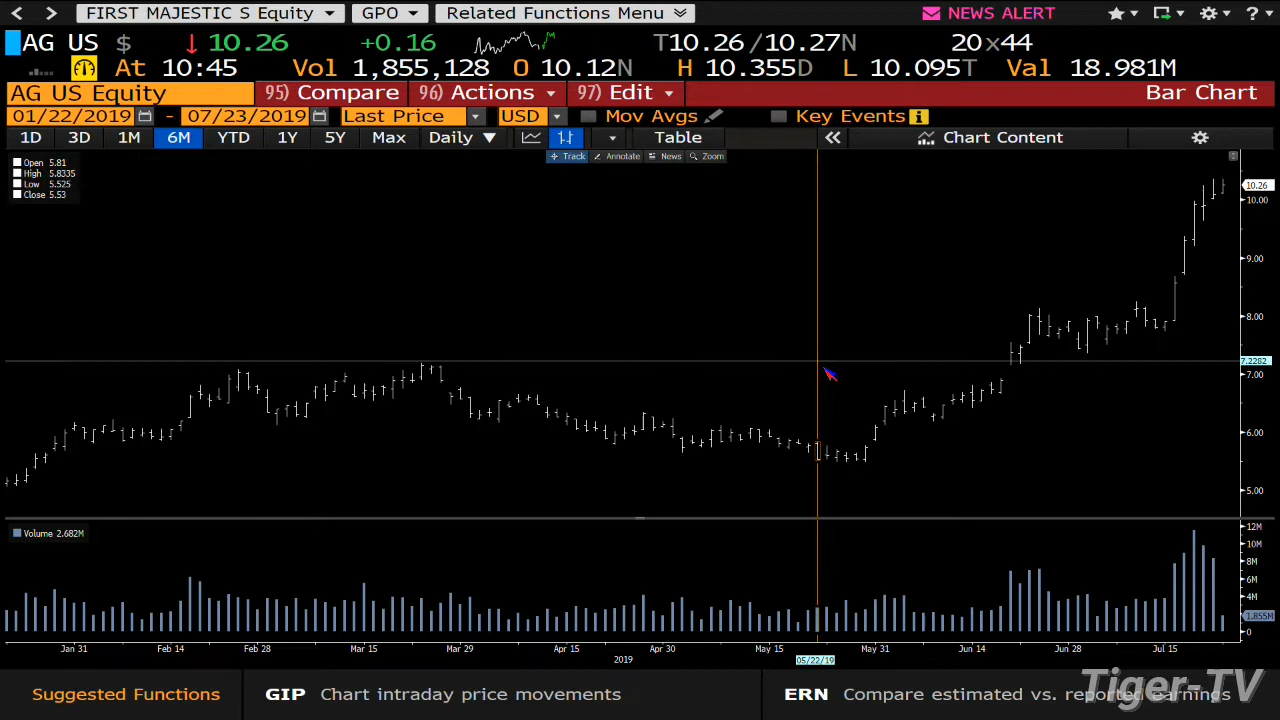 FIRST MAJESTIC S Equity GPO Related Functions Menu NEWS ALERT ?
AG US $ ↓ 10.26 +0.16 T10.26 /10.27N 20×44
At 10:45 Vol 1,855,128 O 10.12N H 10.355D L 10.095T Val 18.981M
AG US Equity 95) Compare 96) Actions 97) Edit Bar Chart
01/22/2019 - 07/23/2019 Last Price USD Mov Avgs Key Events i
1D 3D 1M 6M YTD 1Y 5Y Max Daily ▼ Table « Chart Content
Track Annotate News Zoom
Open 5.81
High 5.8335
Low 5.525
Close 5.53
10.26
10.00
9.00
8.00
7.2282
7.00
6.00
5.00
Volume 2.682M
12M
10M
8M
6M
4M
1.855M
0
Jan 31 Feb 14 Feb 28 Mar 15 Mar 29 Apr 15 Apr 30 May 15 May 31 Jun 14 Jun 28 Jul 15
2019 05/22/19
Suggested Functions GIP Chart intraday price movements ERN Compare estimated vs. reported earnings
Tiger-TV